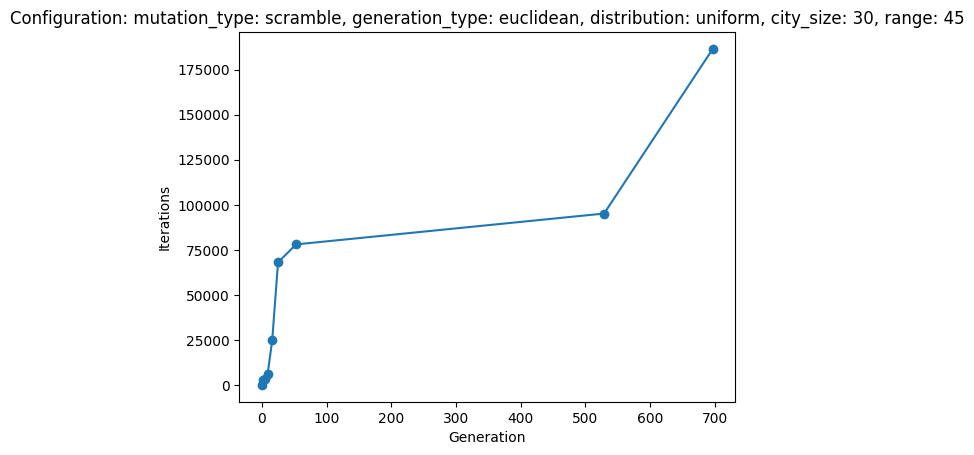 Configuration: mutation_type: scramble, generation_type: euclidean, distribution: uniform, city_size: 30, range: 45
175000
150000
125000
100000
75000
50000
25000
0
Iterations
0 100 200 300 400 500 600 700
Generation